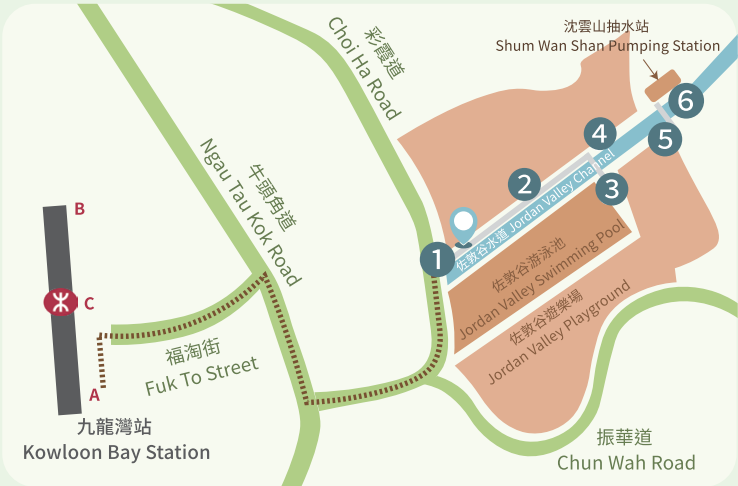 沈雲山抽水站
Shum Wan Shan Pumping Station
彩霞道
Choi Ha Road
6
5
4
牛頭角道
Ngau Tau Kok Road
2
3
B
佐敦谷水道 Jordan Valley Channel
1
佐敦谷游泳池
Jordan Valley Swimming Pool
C
佐敦谷遊樂場
Jordan Valley Playground
福淘街
Fuk To Street
A
九龍灣站
Kowloon Bay Station
振華道
Chun Wah Road